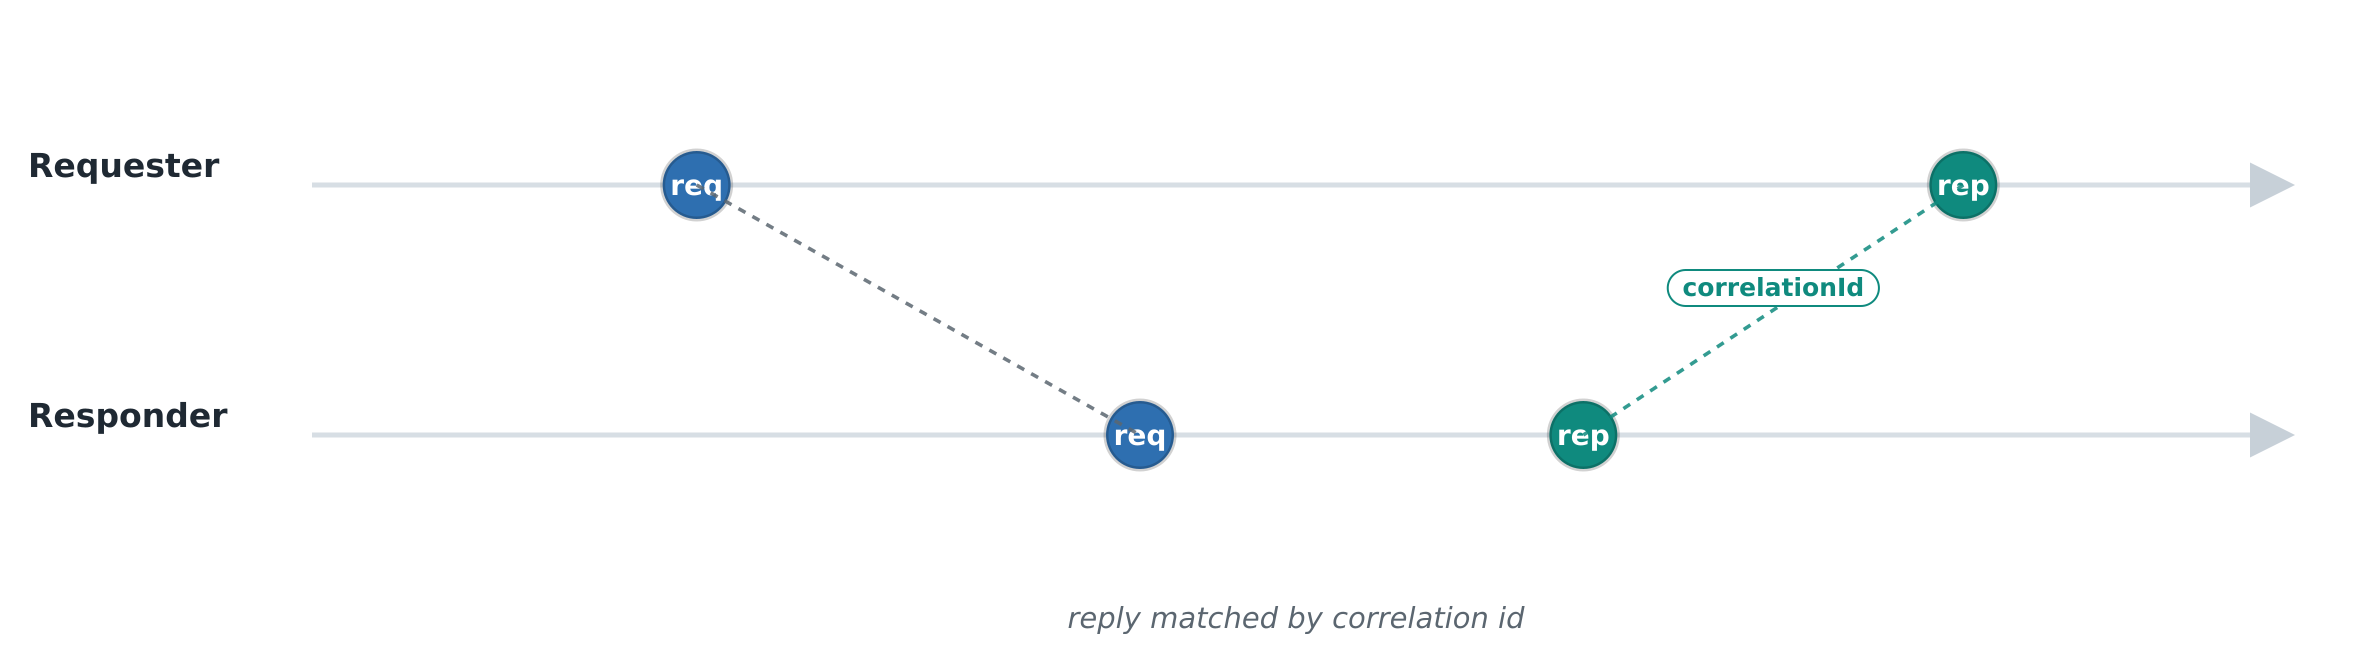 Requester
req
rep
correlationId
Responder
req
rep
reply matched by correlation id